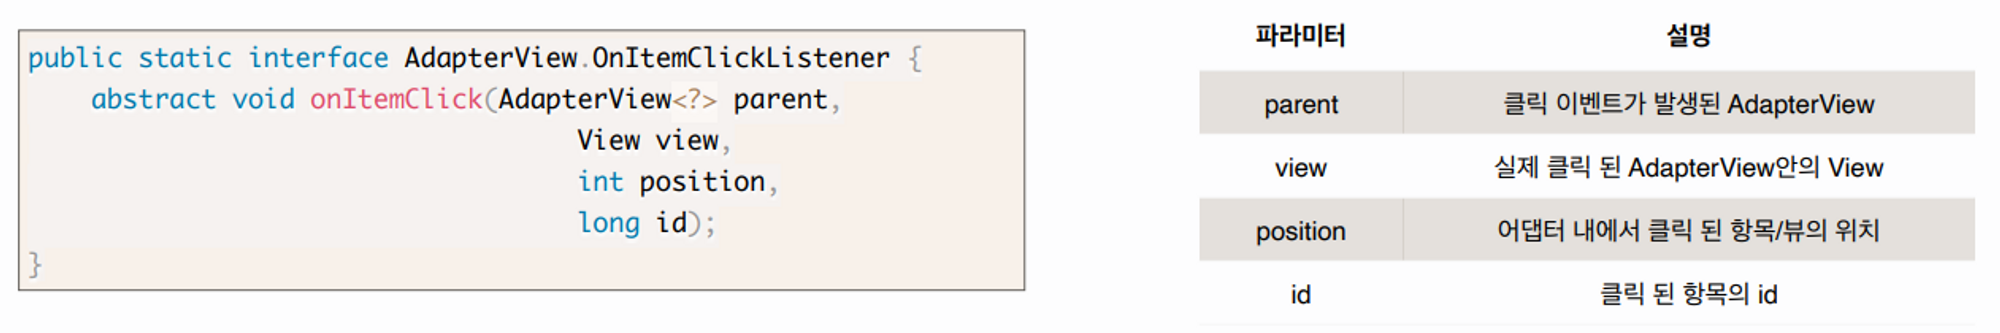 public static interface AdapterView.OnItemClickListener {
abstract void onItemClick(AdapterView<?> parent,
View view,
int position,
long id);
}
파라미터 설명
parent 클릭 이벤트가 발생된 AdapterView
view 실제 클릭 된 AdapterView안의 View
position 어댑터 내에서 클릭 된 항목/뷰의 위치
id 클릭 된 항목의 id